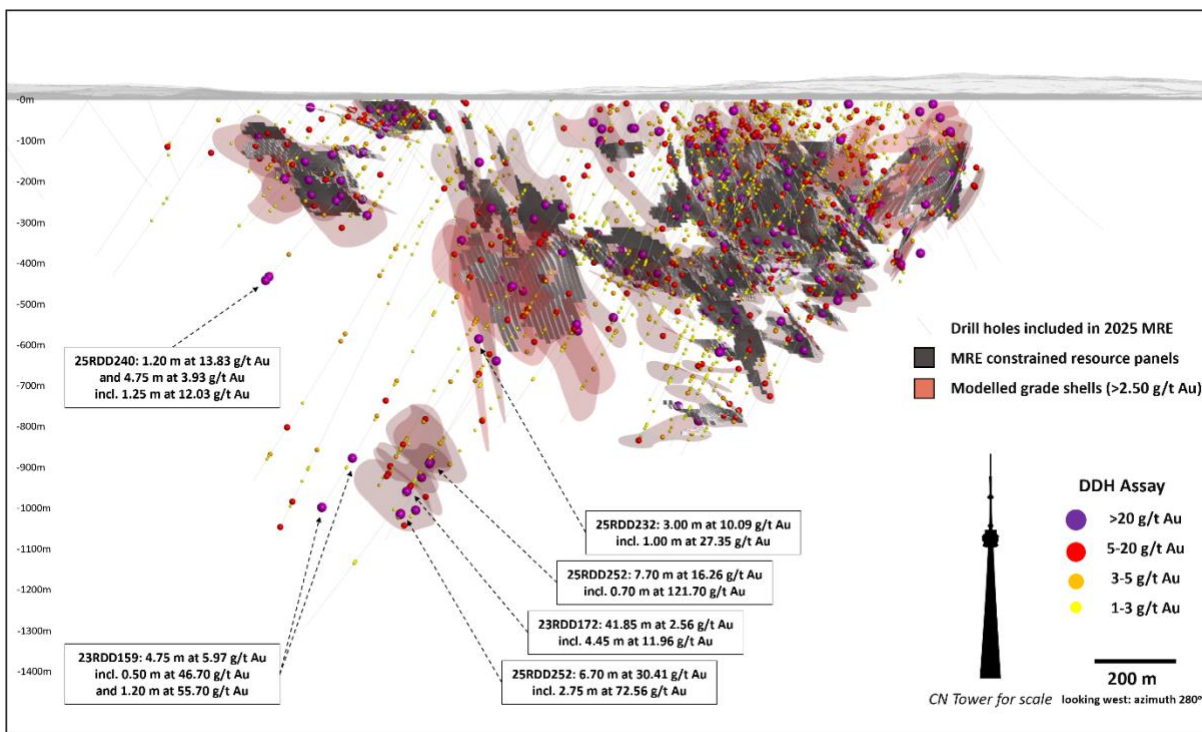 -0m
-100m
-200m
-300m
-400m
-500m
-600m
-700m
-800m
-900m
-1000m
-1100m
-1200m
-1300m
-1400m
25RDD240: 1.20 m at 13.83 g/t Au
and 4.75 m at 3.93 g/t Au
incl. 1.25 m at 12.03 g/t Au
23RDD159: 4.75 m at 5.97 g/t Au
incl. 0.50 m at 46.70 g/t Au
and 1.20 m at 55.70 g/t Au
25RDD232: 3.00 m at 10.09 g/t Au
incl. 1.00 m at 27.35 g/t Au
25RDD252: 7.70 m at 16.26 g/t Au
incl. 0.70 m at 121.70 g/t Au
23RDD172: 41.85 m at 2.56 g/t Au
incl. 4.45 m at 11.96 g/t Au
25RDD252: 6.70 m at 30.41 g/t Au
incl. 2.75 m at 72.56 g/t Au
Drill holes included in 2025 MRE
MRE constrained resource panels
Modelled grade shells (>2.50 g/t Au)
DDH Assay
>20 g/t Au
5-20 g/t Au
3-5 g/t Au
1-3 g/t Au
200 m
CN Tower for scale
looking west: azimuth 280°